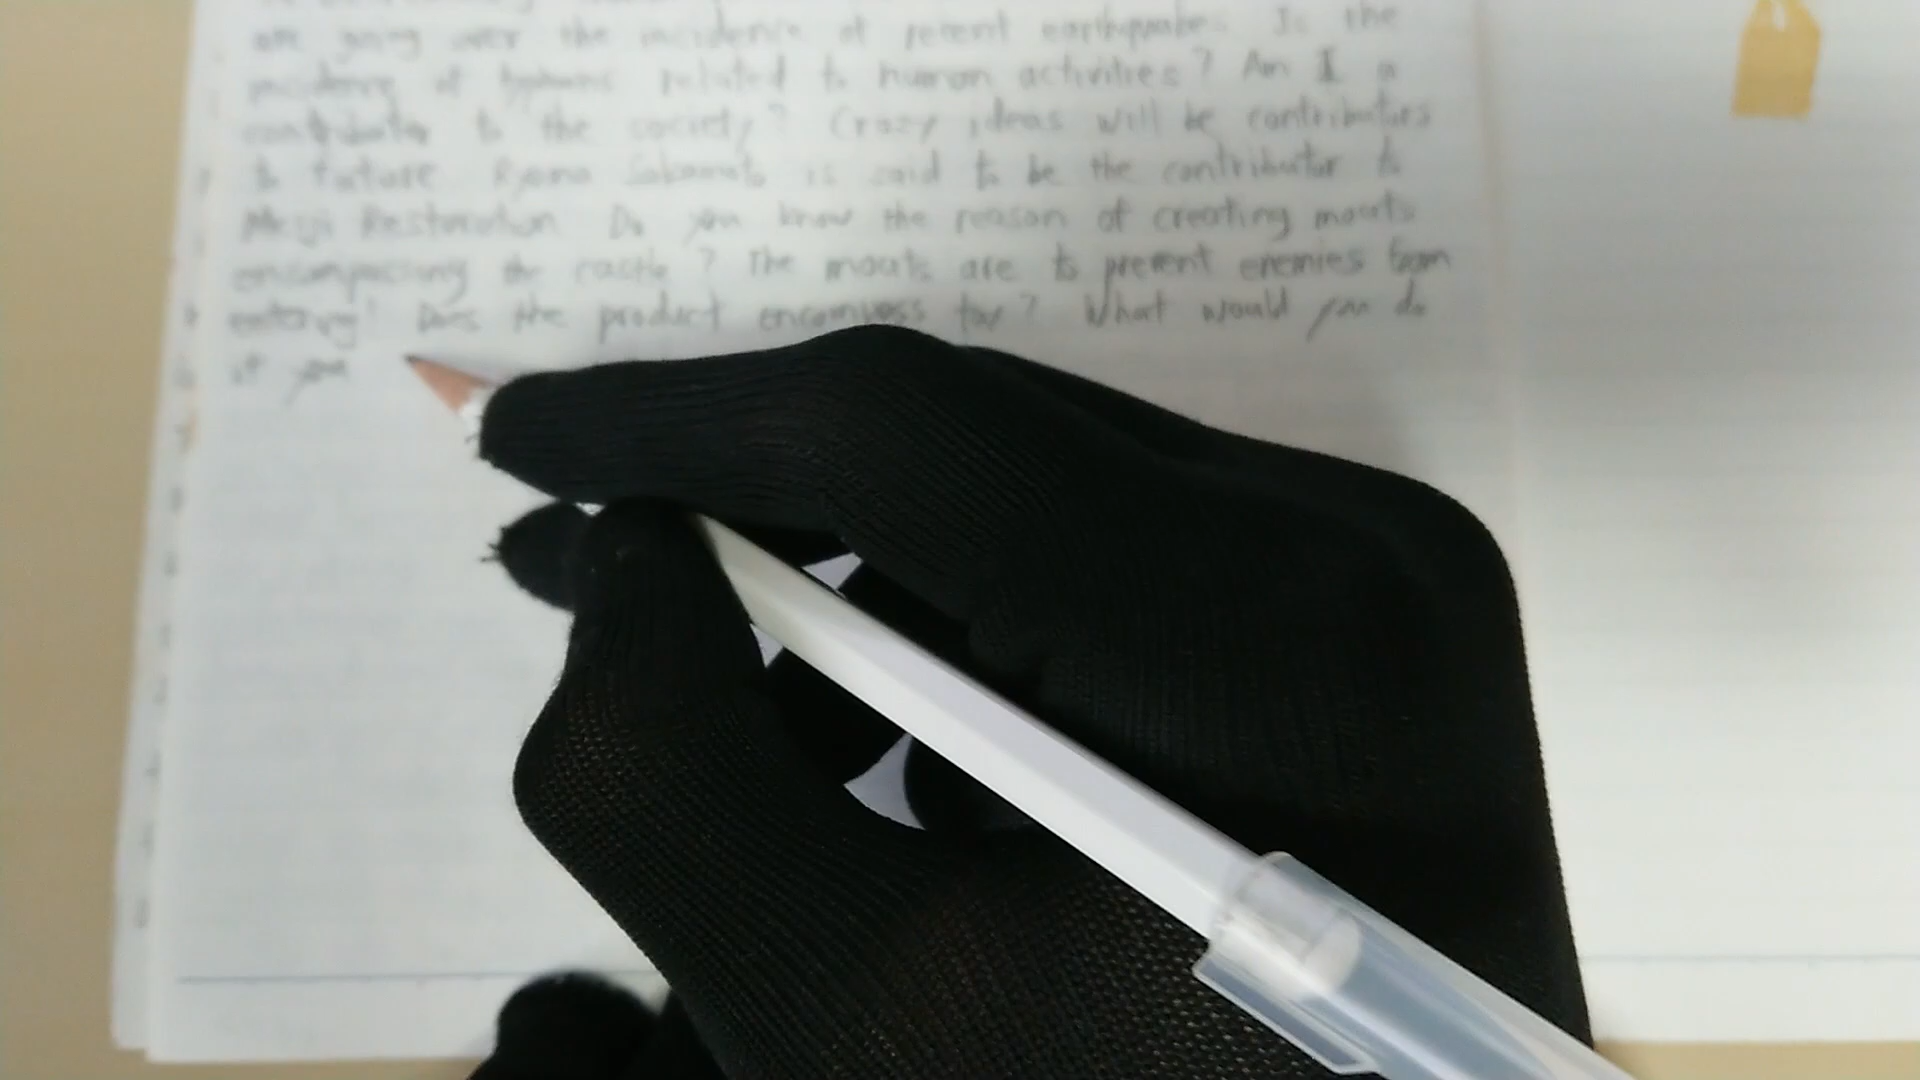 are going over the incidence of recent earthquake. Is the
incidence of typhoons related to human activities? Am I a
contributor to the society? Crazy ideas will be contributors
to future Ryoma Sakamoto is said to be the contributor to
Meiji Restoration Do you know the reason of creating moats
encompassing the castle? The moats are to prevent enemies from
entering! Does the product encompass tax? What would you do
if you